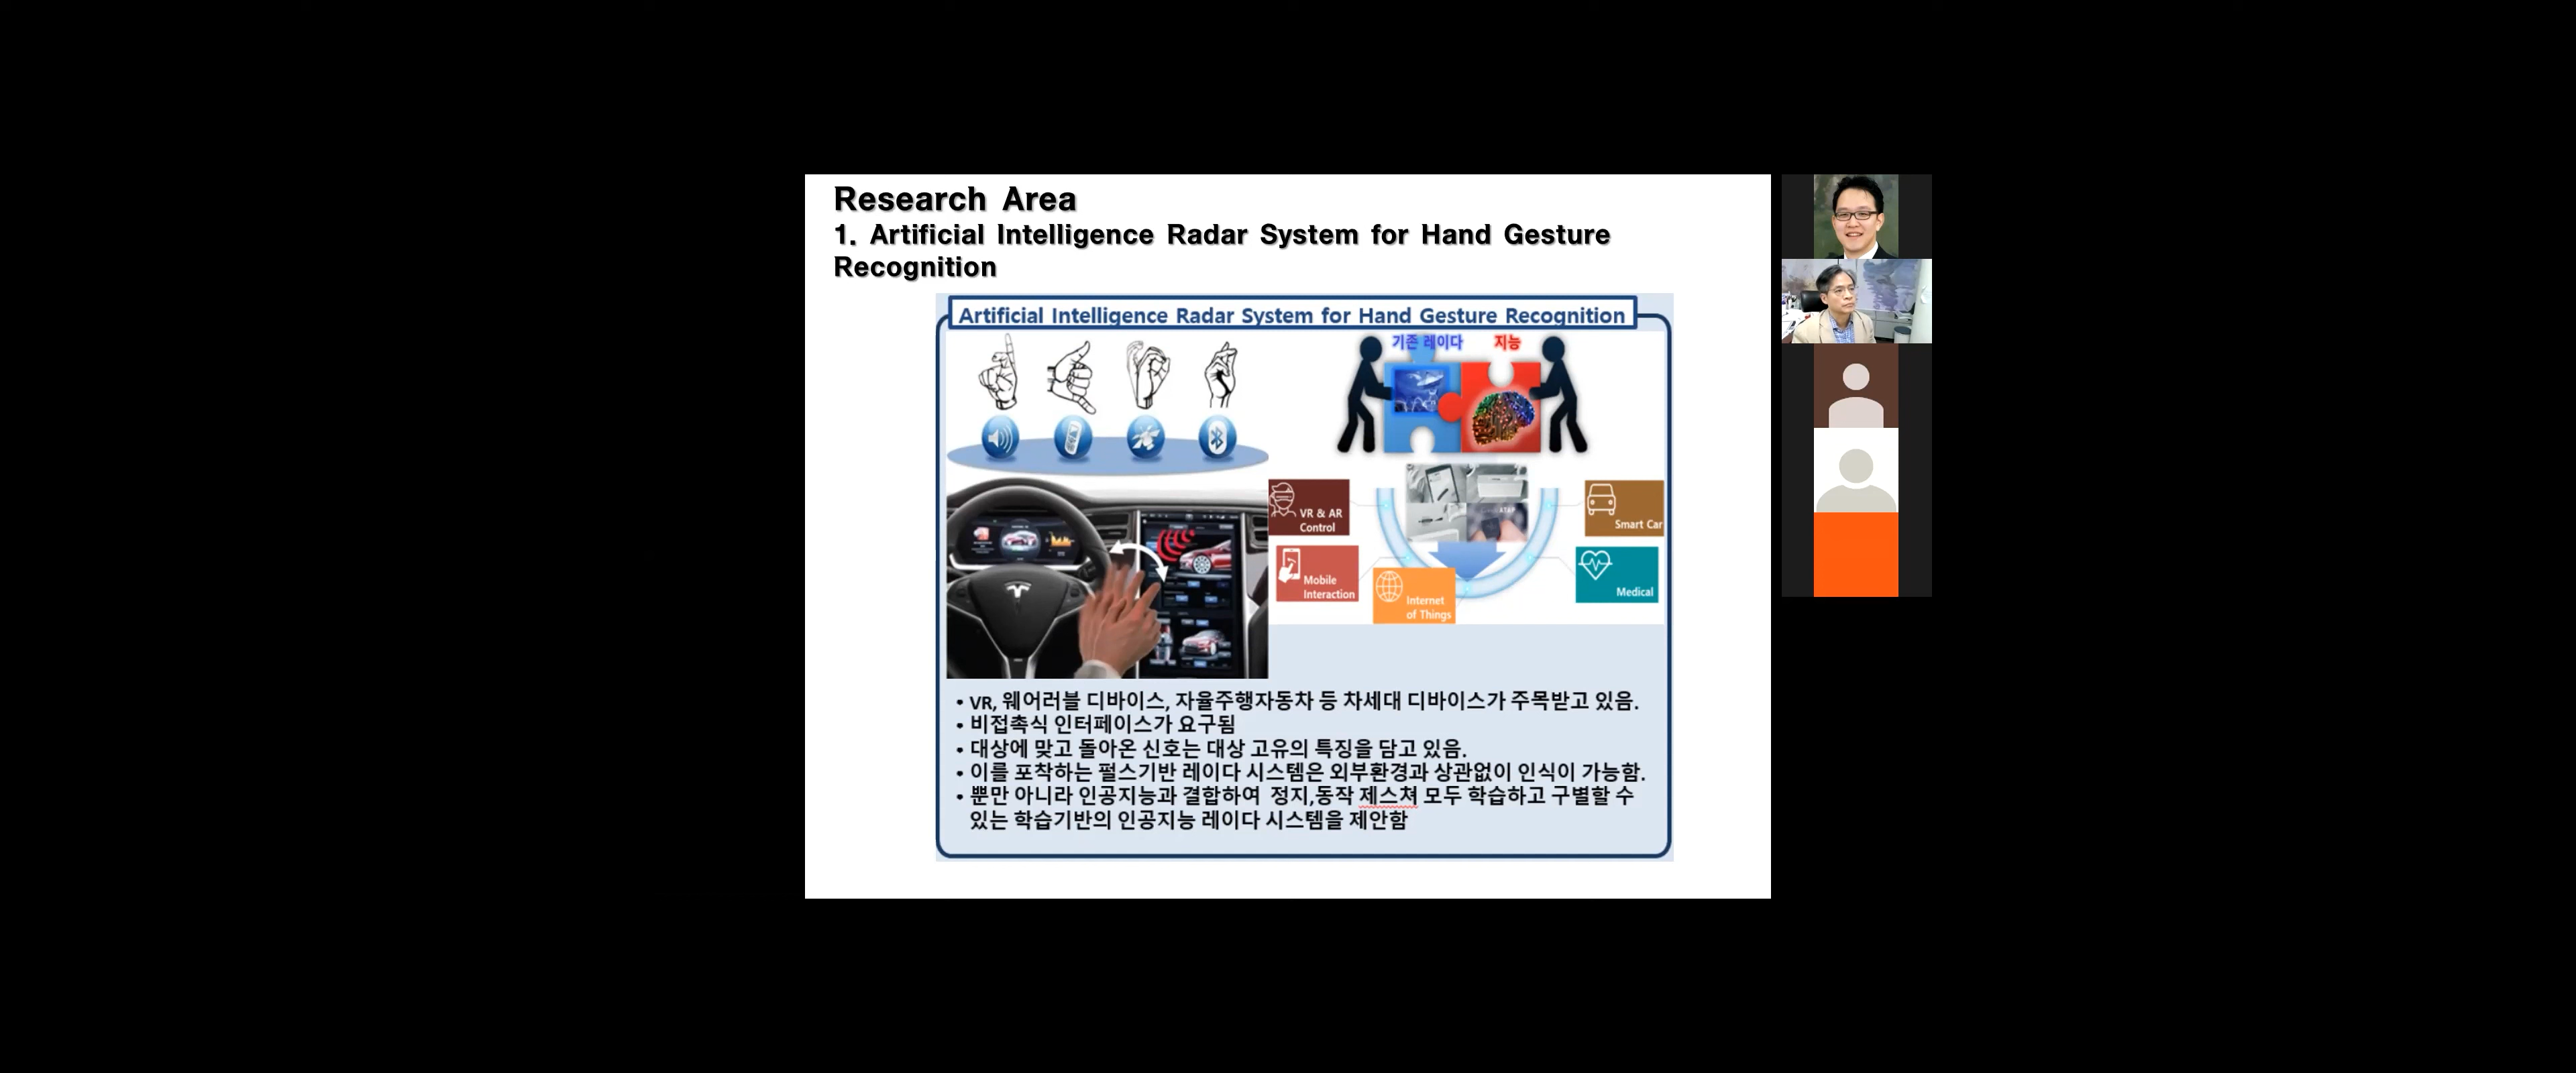 Research Area
1. Artificial Intelligence Radar System for Hand Gesture
Recognition
Artificial Intelligence Radar System for Hand Gesture Recognition
기존 레이다
지능
VR & AR
Control
Smart Car
Mobile
Interaction
Internet
of Things
Medical
• VR, 웨어러블 디바이스, 자율주행자동차 등 차세대 디바이스가 주목받고 있음.
• 비접촉식 인터페이스가 요구됨
• 대상에 맞고 돌아온 신호는 대상 고유의 특징을 담고 있음.
• 이를 포착하는 펄스기반 레이다 시스템은 외부환경과 상관없이 인식이 가능함.
• 뿐만 아니라 인공지능과 결합하여 정지,동작 제스쳐 모두 학습하고 구별할 수
있는 학습기반의 인공지능 레이다 시스템을 제안함